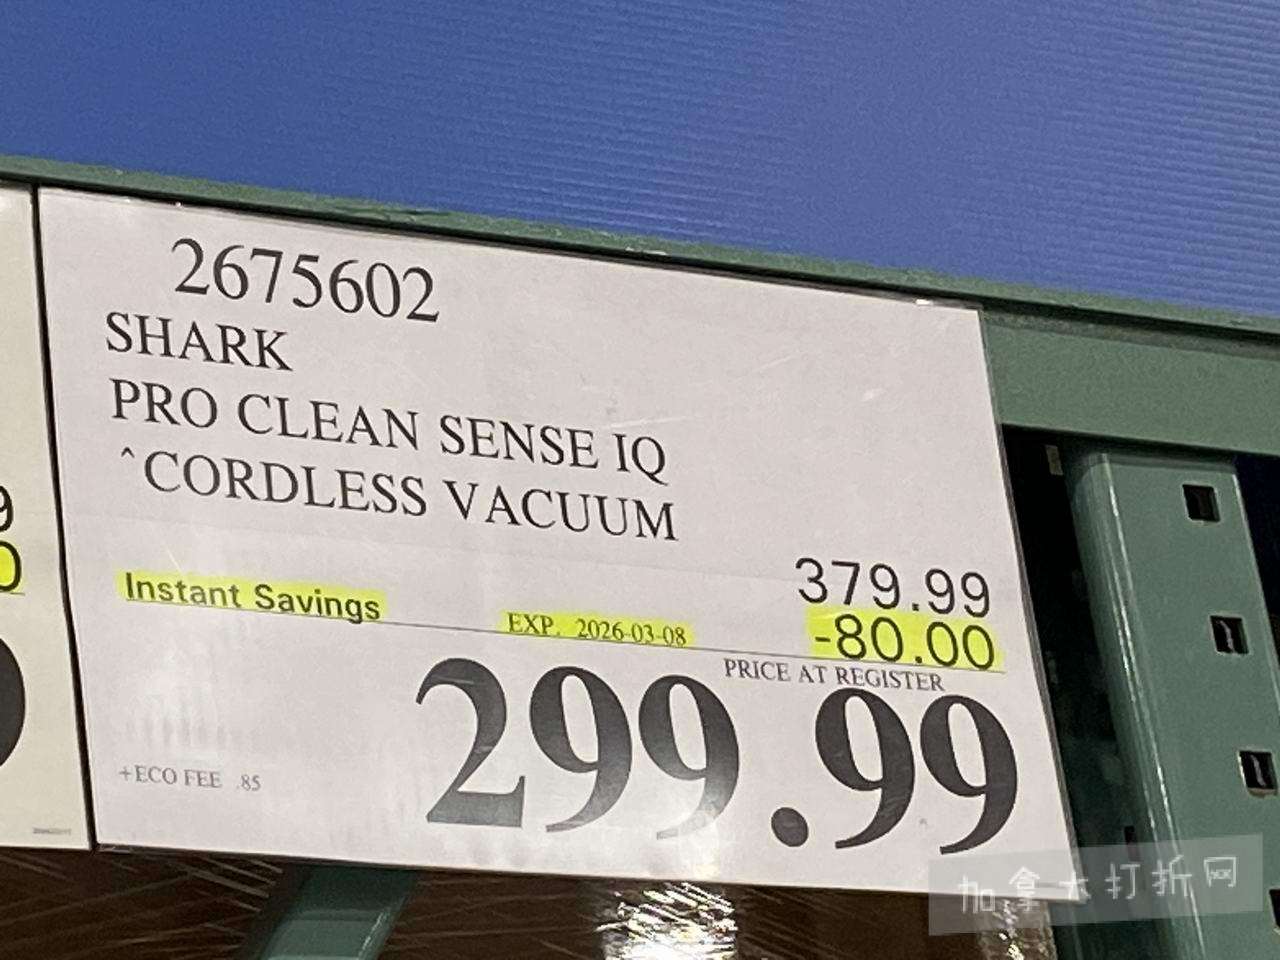 2675602
SHARK
PRO CLEAN SENSE IQ
^CORDLESS VACUUM
379.99
Instant Savings EXP. 2026-03-08 -80.00
PRICE AT REGISTER
299.99
+ECO FEE .85
加拿大打折网